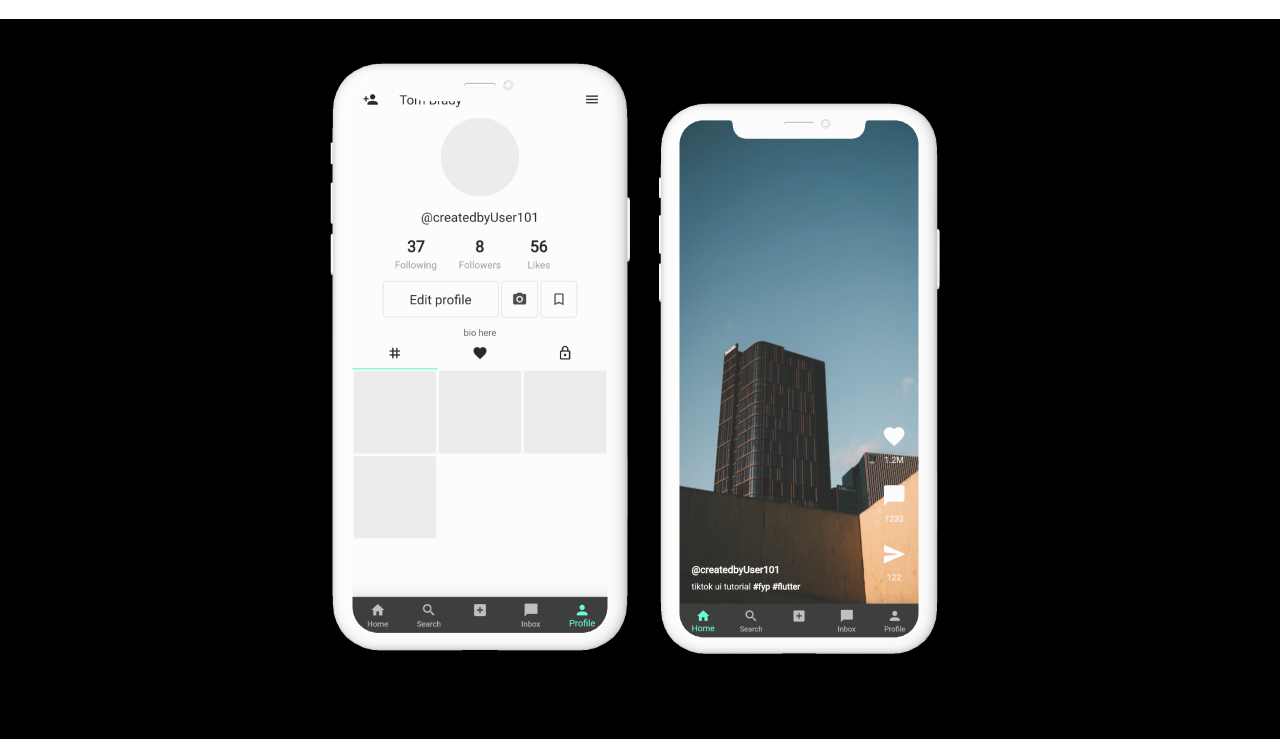 Tom Brady
@createdbyUser101
37 8 56
Following Followers Likes
Edit profile
bio here
Home Search Inbox Profile
1.2M
1232
122
@createdbyUser101
tiktok ui tutorial #fyp #flutter
Home Search Inbox Profile